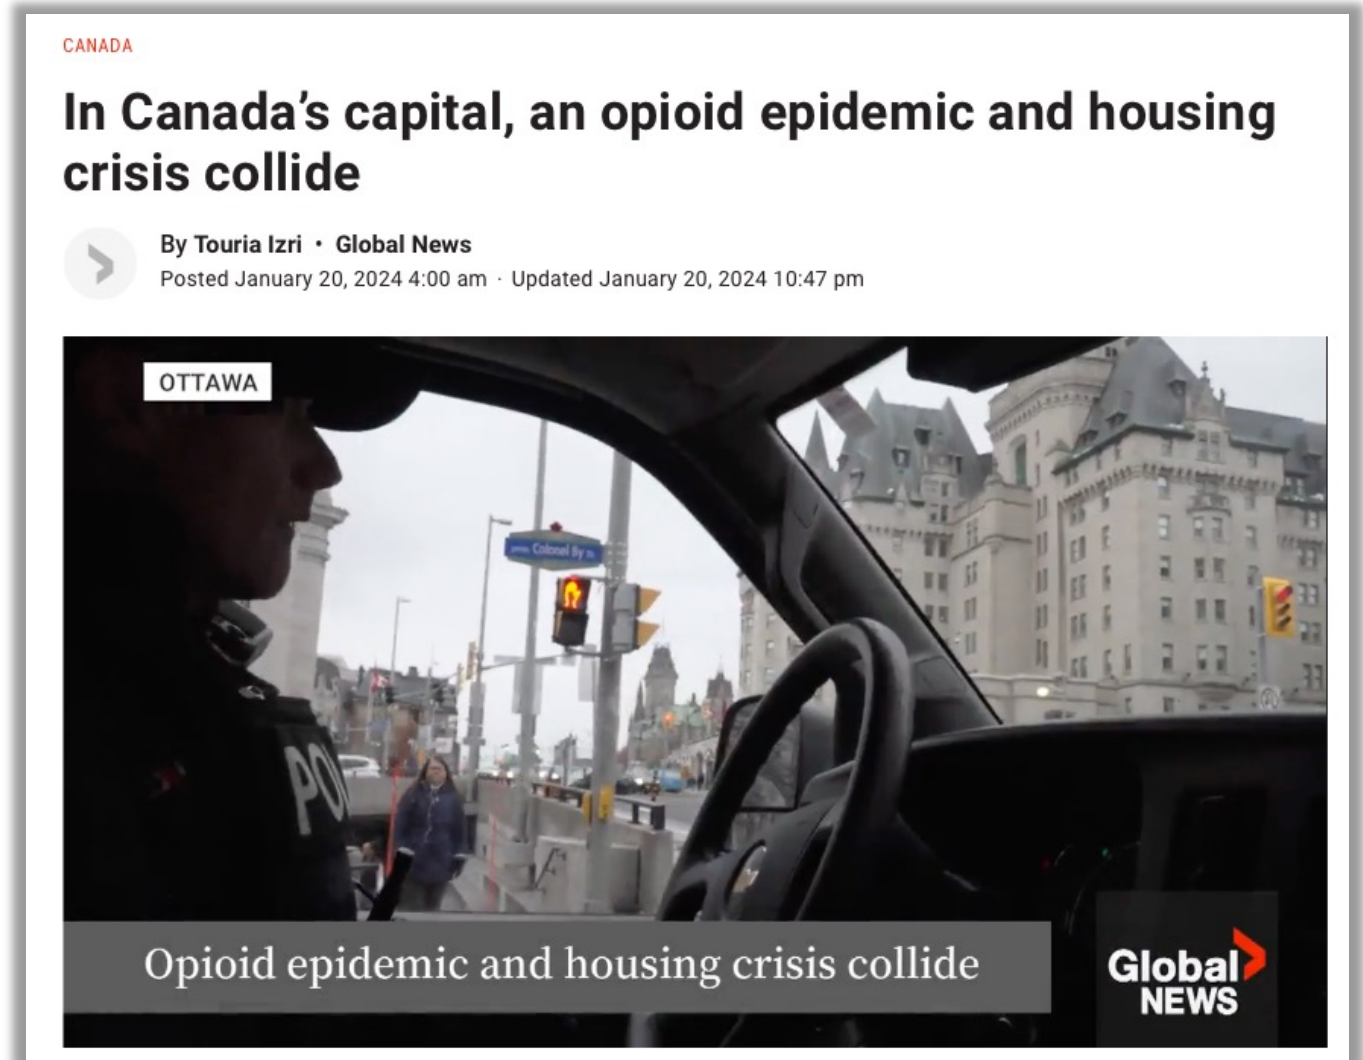 CANADA
In Canada’s capital, an opioid epidemic and housing
crisis collide
By Touria Izri • Global News
Posted January 20, 2024 4:00 am · Updated January 20, 2024 10:47 pm
OTTAWA
Colonel By
PO
Opioid epidemic and housing crisis collide
Global
NEWS